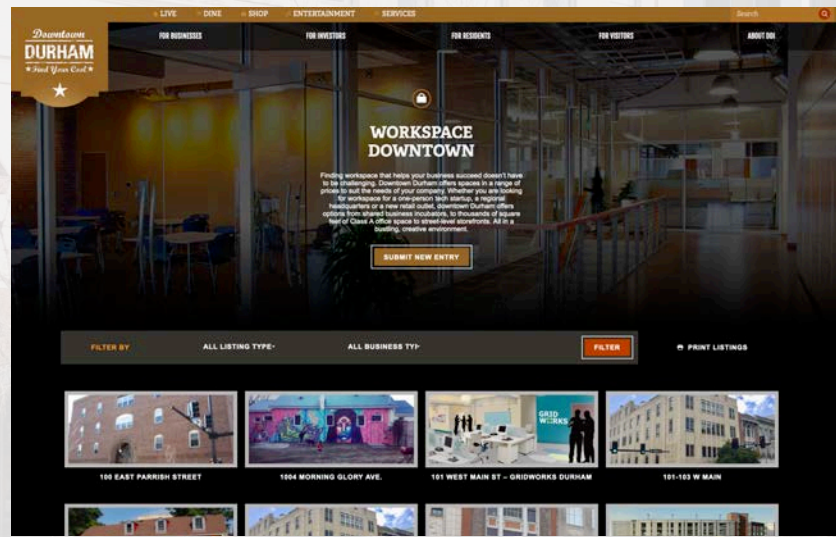 LIVE DINE SHOP ENTERTAINMENT SERVICES Search
Downtown
DURHAM
★Find Your Cool★
FOR BUSINESSES FOR INVESTORS FOR RESIDENTS FOR VISITORS ABOUT DDI
WORKSPACE
DOWNTOWN
Finding workspace that helps your business succeed doesn't have
to be challenging. Downtown Durham offers spaces in a range of
prices to suit the needs of your company. Whether you are looking
for workspace for a one-person tech startup, a regional
headquarters or a new retail outlet, downtown Durham offers
options from shared business incubators, to thousands of square
feet of Class A office space to street-level storefronts. All in a
bustling, creative environment.
SUBMIT NEW ENTRY
FILTER BY ALL LISTING TYPE ALL BUSINESS TYP FILTER PRINT LISTINGS
GRID
WORKS
100 EAST PARRISH STREET 1004 MORNING GLORY AVE. 101 WEST MAIN ST – GRIDWORKS DURHAM 101-103 W MAIN